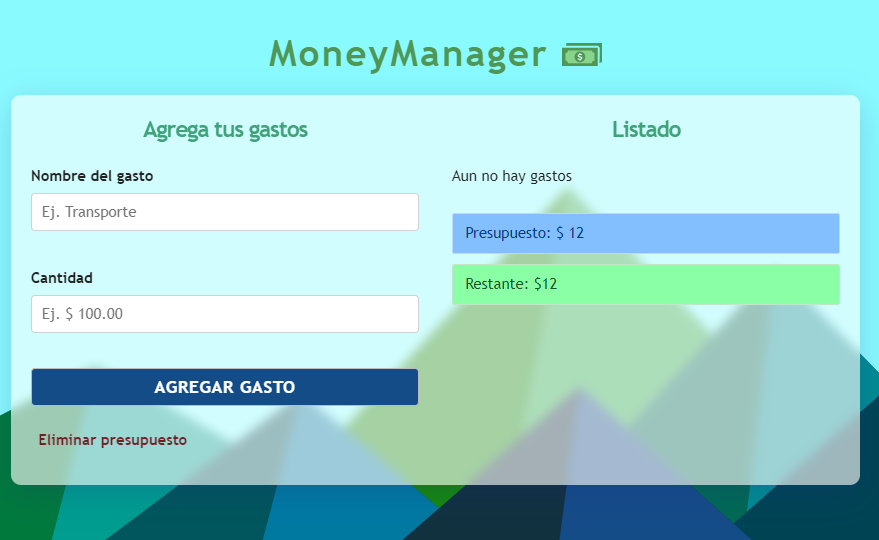 MoneyManager
Agrega tus gastos
Nombre del gasto
Ej. Transporte
Cantidad
Ej. $ 100.00
AGREGAR GASTO
Eliminar presupuesto
Listado
Aun no hay gastos
Presupuesto: $ 12
Restante: $12